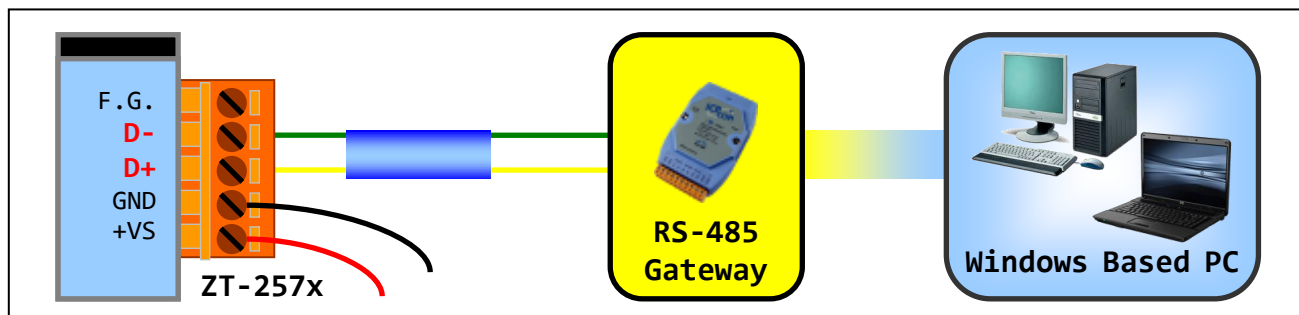 F.G.
D-
D+
GND
+VS
ZT-257x
RS-485
Gateway
Windows Based PC